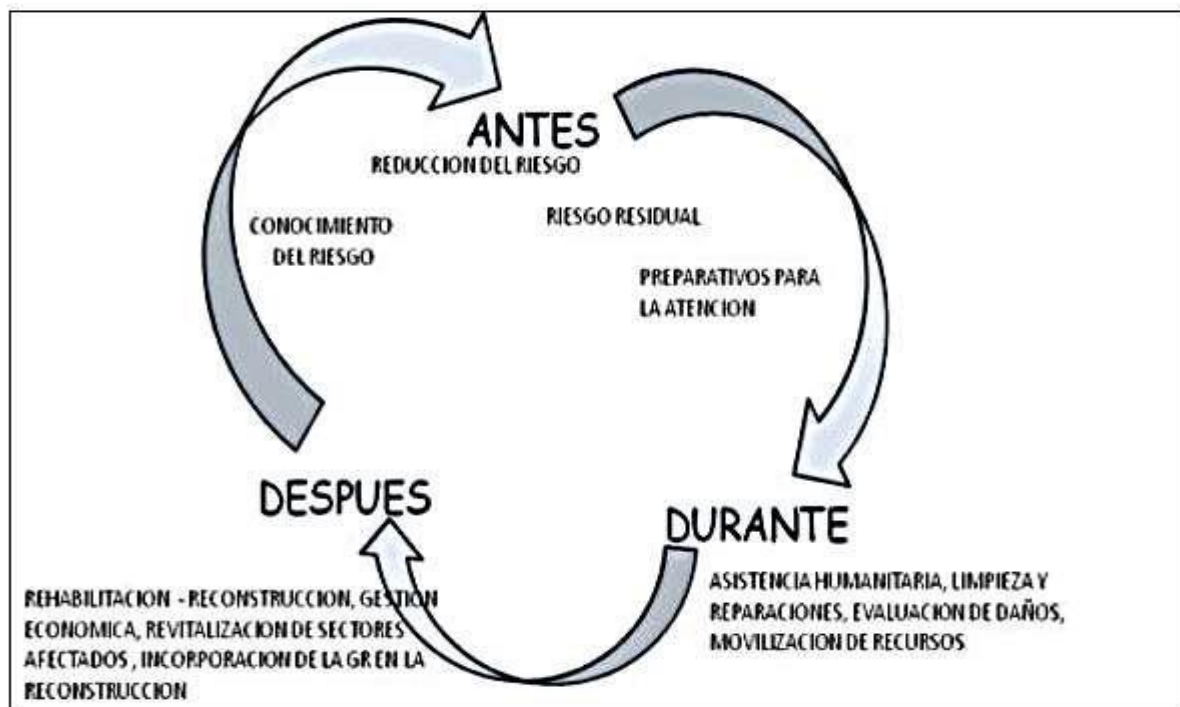 ANTES
REDUCCION DEL RIESGO
RIESGO RESIDUAL
CONOCIMIENTO
DEL RIESGO
PREPARATIVOS PARA
LA ATENCION
DESPUES
DURANTE
ASISTENCIA HUMANITARIA, LIMPIEZA Y
REPARACIONES, EVALUACION DE DAÑOS,
MOVILIZACION DE RECURSOS
REHABILITACION - RECONSTRUCCION, GESTION
ECONOMICA, REVITALIZACION DE SECTORES
AFECTADOS , INCORPORACION DE LA GR EN LA
RECONSTRUCCION